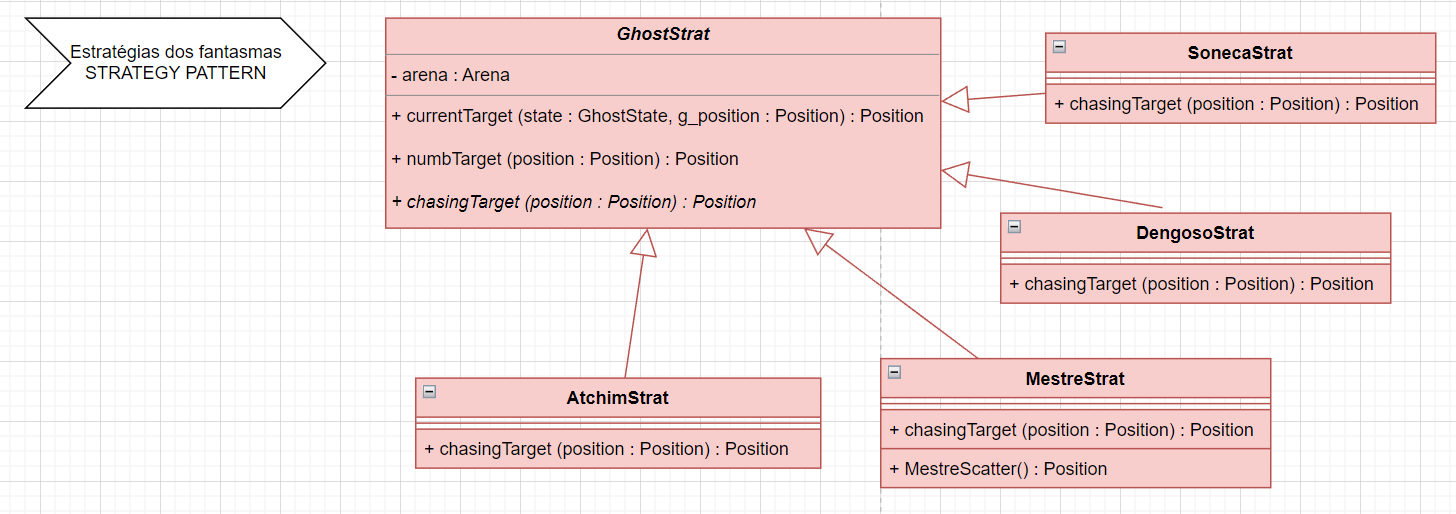 Estratégias dos fantasmas
STRATEGY PATTERN
GhostStrat
- arena : Arena
+ currentTarget (state : GhostState, g_position : Position) : Position
+ numbTarget (position : Position) : Position
+ chasingTarget (position : Position) : Position
SonecaStrat
+ chasingTarget (position : Position) : Position
DengosoStrat
+ chasingTarget (position : Position) : Position
AtchimStrat
+ chasingTarget (position : Position) : Position
MestreStrat
+ chasingTarget (position : Position) : Position
+ MestreScatter() : Position